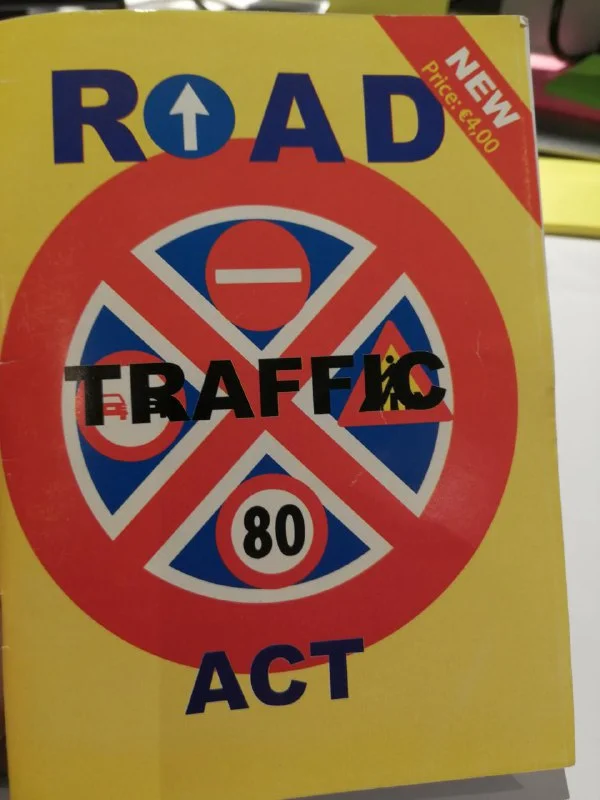 ROAD
NEW
Price: €4,00
TRAFFIC
80
ACT